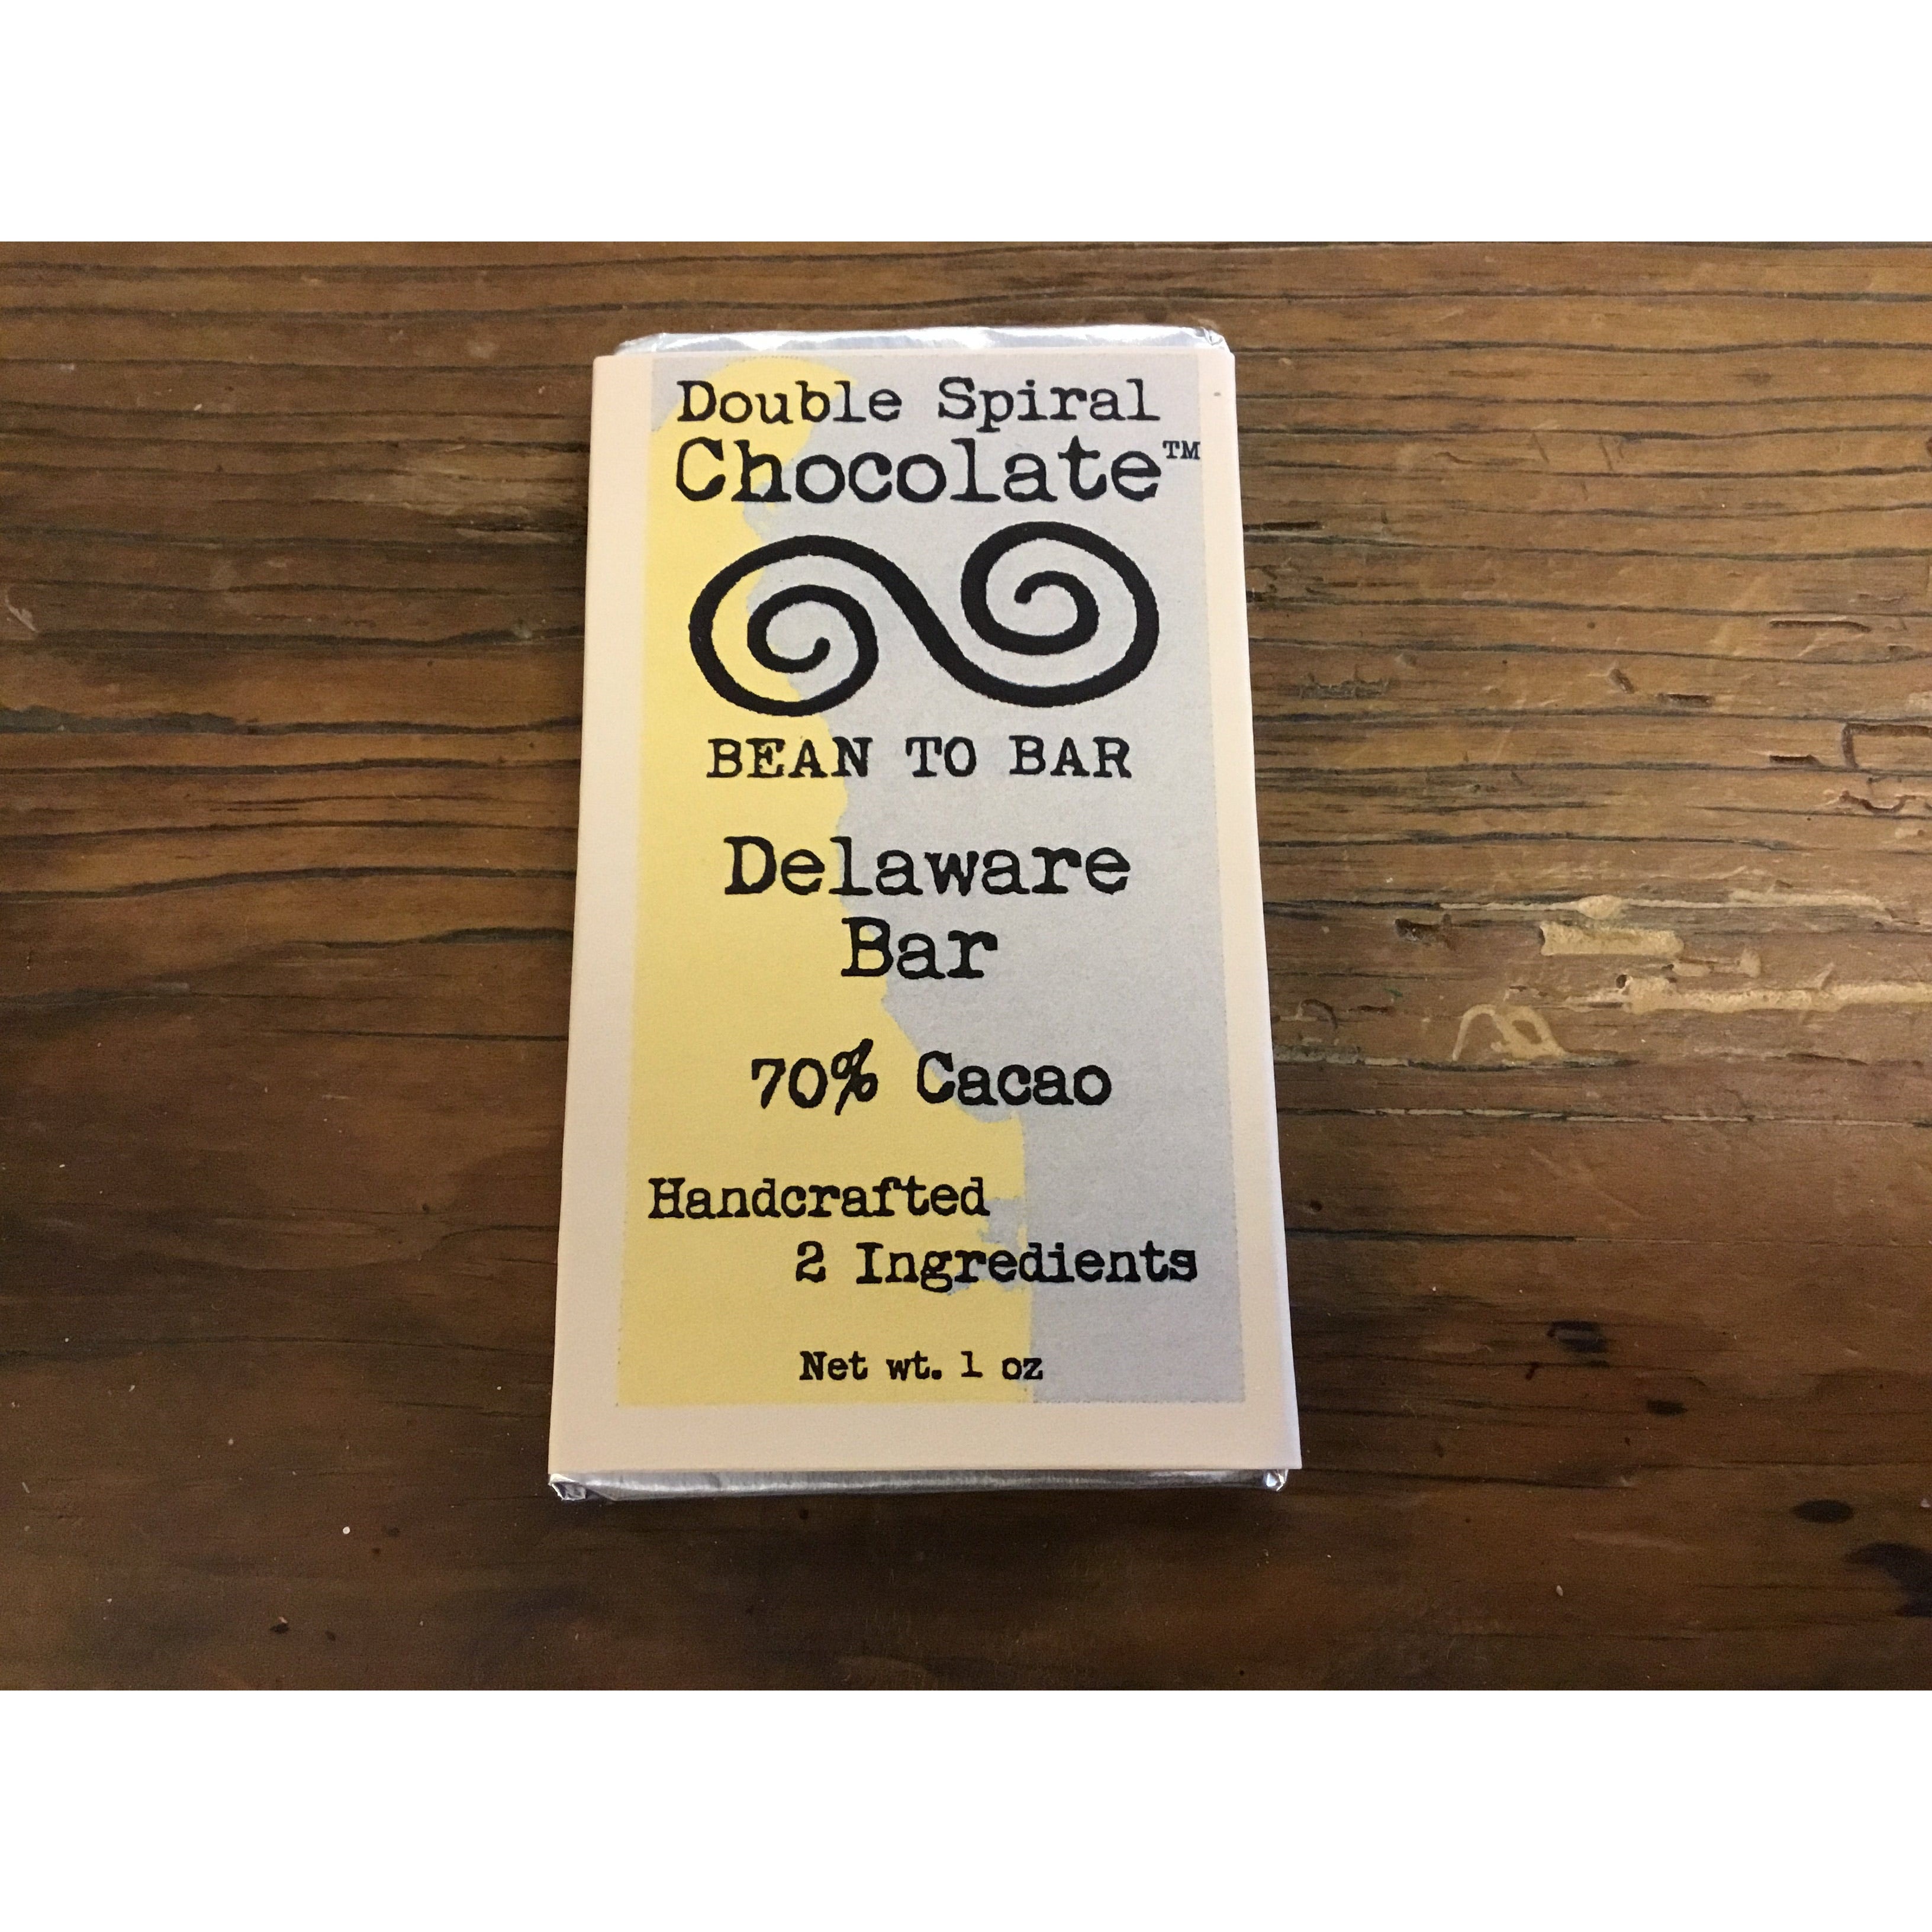 Double Spiral
Chocolate™
BEAN TO BAR
Delaware
Bar
70% Cacao
Handcrafted
2 Ingredients
Net wt. 1 oz